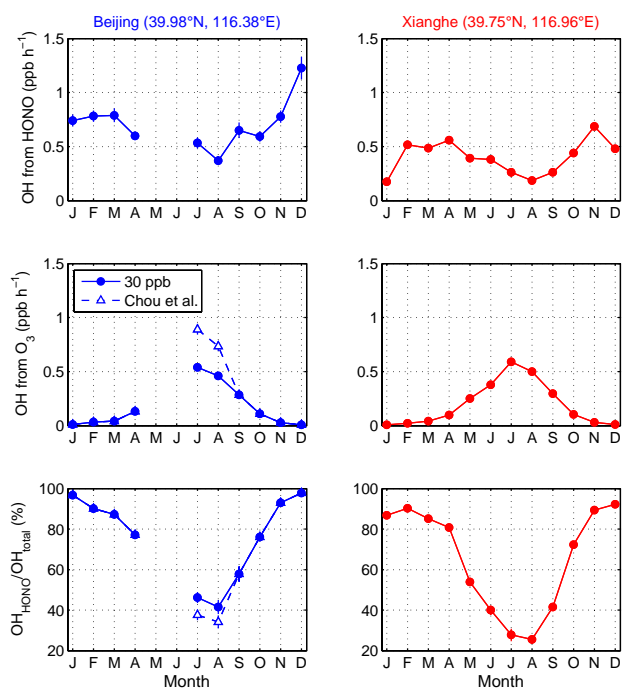 Beijing (39.98°N, 116.38°E)
Xianghe (39.75°N, 116.96°E)
OH from HONO (ppb h⁻¹)
1.5
1
0.5
0
J F M A M J J A S O N D
1.5
1
0.5
0
J F M A M J J A S O N D
OH from O₃ (ppb h⁻¹)
1.5
1
0.5
0
30 ppb
Chou et al.
J F M A M J J A S O N D
1.5
1
0.5
0
J F M A M J J A S O N D
OH_HONO/OH_total (%)
100
80
60
40
20
J F M A M J J A S O N D
Month
100
80
60
40
20
J F M A M J J A S O N D
Month